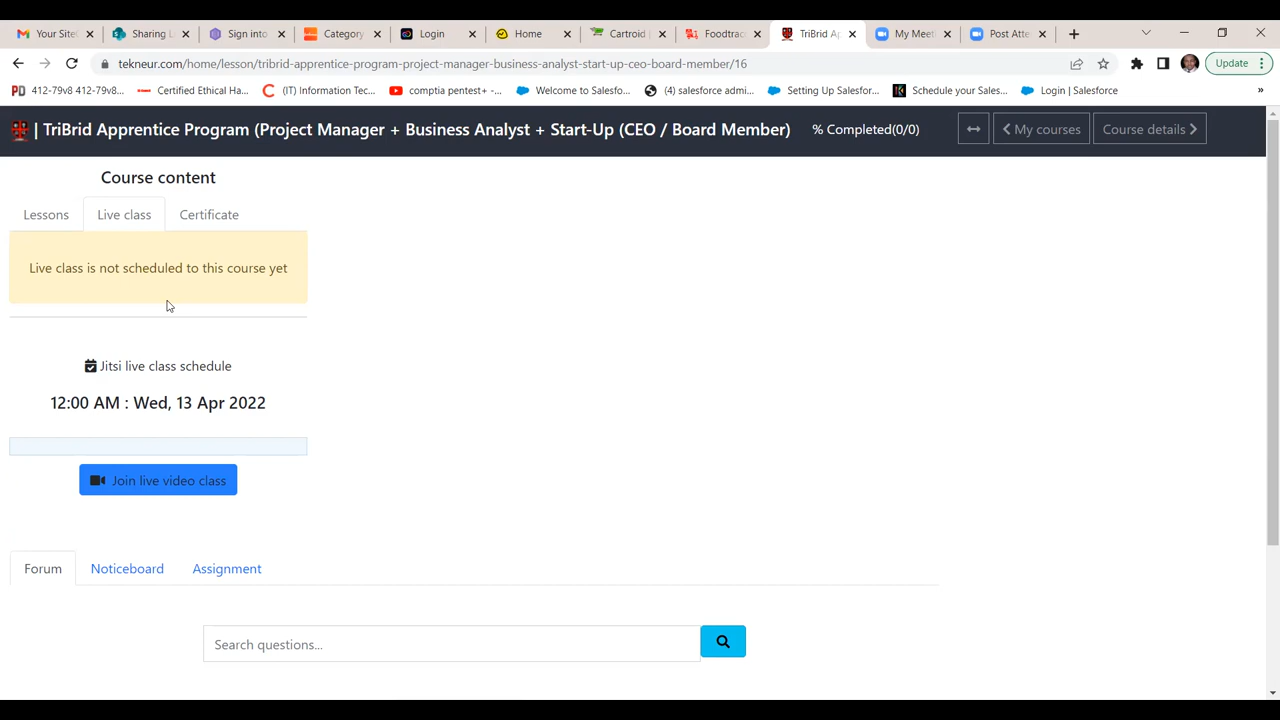 Your Site
Sharing L
Sign into
Category
Login
Home
Cartroid (
Foodtrac
TriBrid Ap
My Meeti
Post Atte
tekneur.com/home/lesson/tribrid-apprentice-program-project-manager-business-analyst-start-up-ceo-board-member/16
Update
412-79v8 412-79v8...
Certified Ethical Ha...
(IT) Information Tec...
comptia pentest+ -...
Welcome to Salesfo...
(4) salesforce admi...
Setting Up Salesfor...
Schedule your Sales...
Login | Salesforce
»
| TriBrid Apprentice Program (Project Manager + Business Analyst + Start-Up (CEO / Board Member)
% Completed(0/0)
My courses
Course details
Course content
Lessons
Live class
Certificate
Live class is not scheduled to this course yet
Jitsi live class schedule
12:00 AM : Wed, 13 Apr 2022
Join live video class
Forum
Noticeboard
Assignment
Search questions...